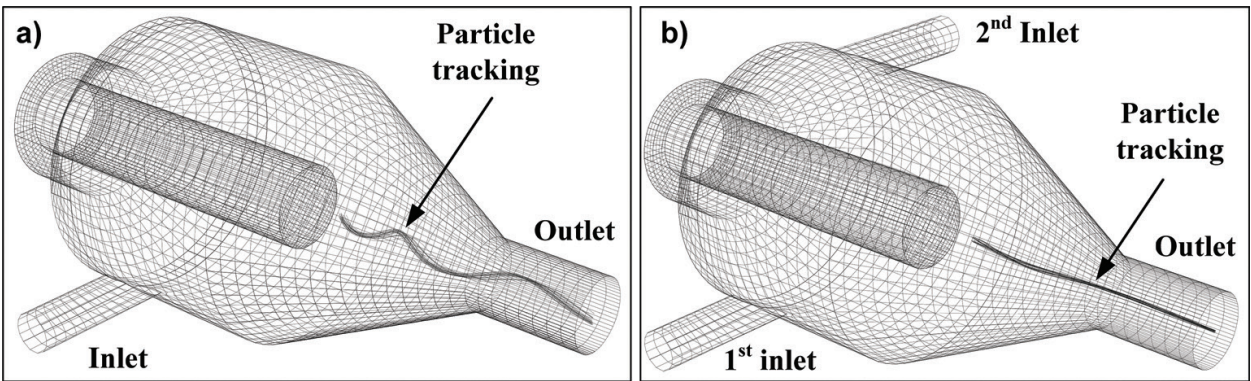 a)
Particle
tracking
Outlet
Inlet
b)
2nd Inlet
Particle
tracking
Outlet
1st inlet